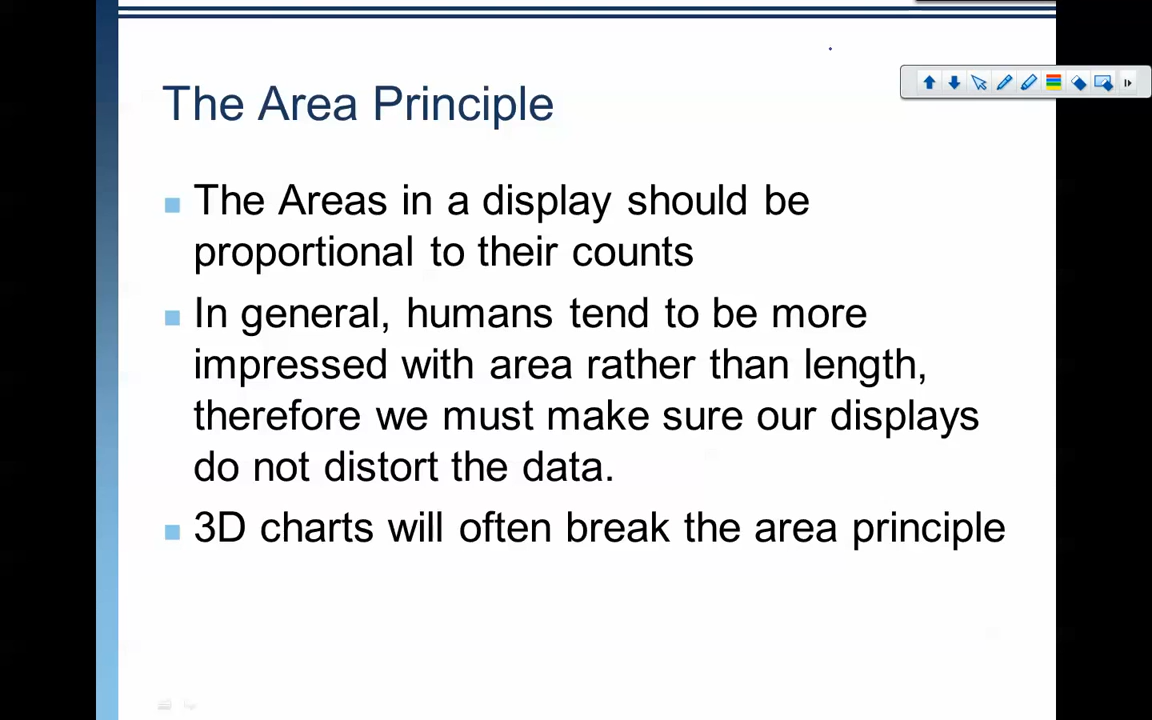 The Area Principle
The Areas in a display should be
proportional to their counts
In general, humans tend to be more
impressed with area rather than length,
therefore we must make sure our displays
do not distort the data.
3D charts will often break the area principle